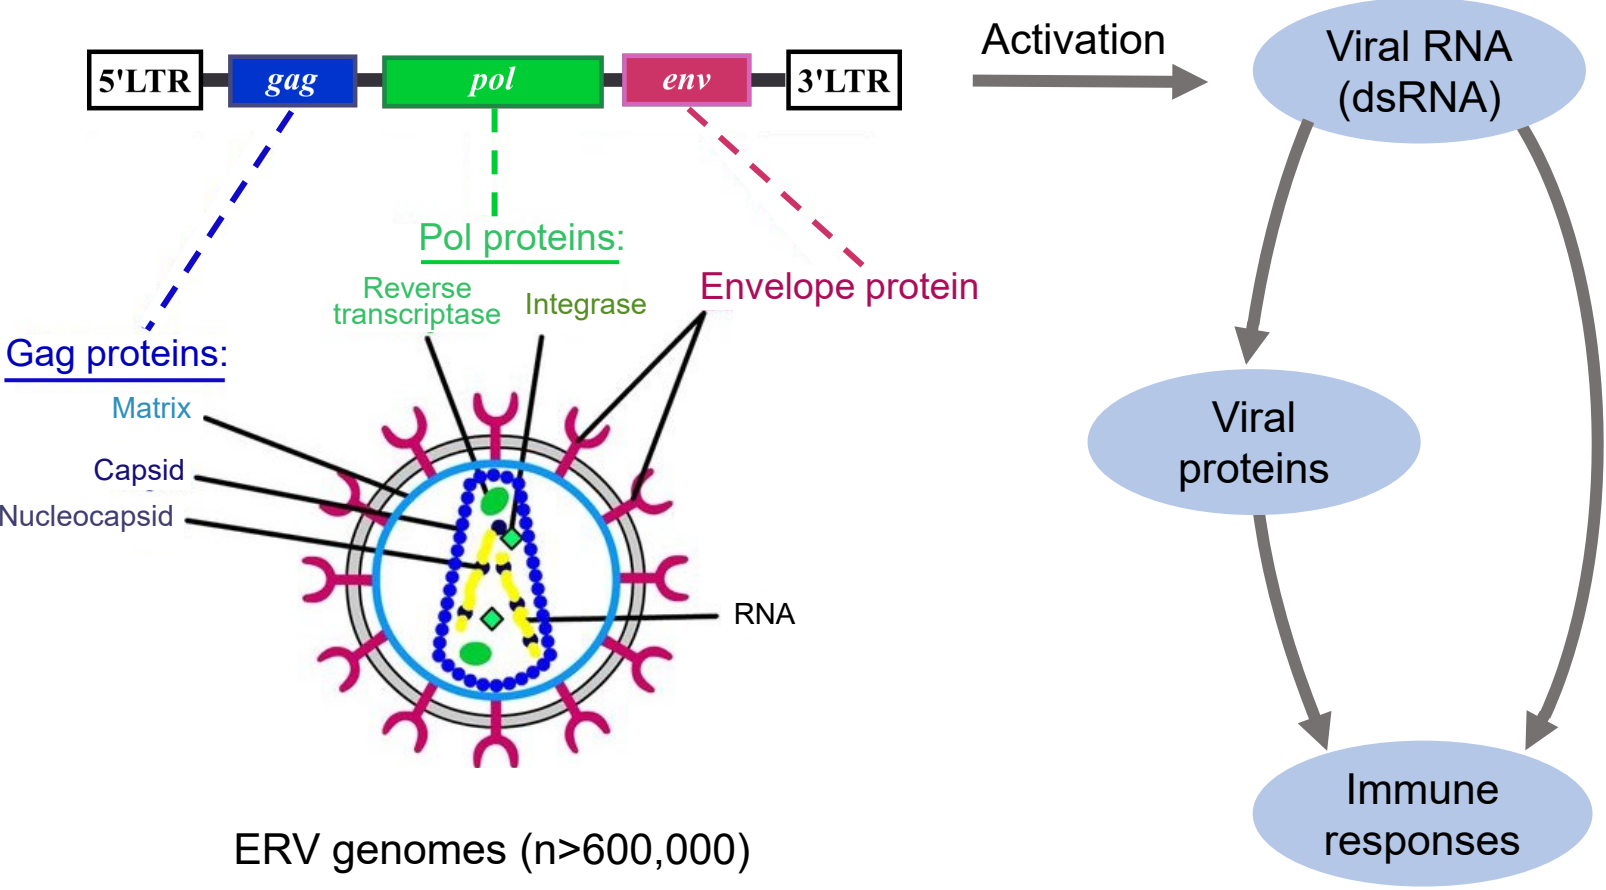 5'LTR
gag
pol
env
3'LTR
Activation
Viral RNA
(dsRNA)
Pol proteins:
Reverse
transcriptase
Integrase
Envelope protein
Gag proteins:
Matrix
Capsid
Nucleocapsid
RNA
Viral
proteins
Immune
responses
ERV genomes (n>600,000)